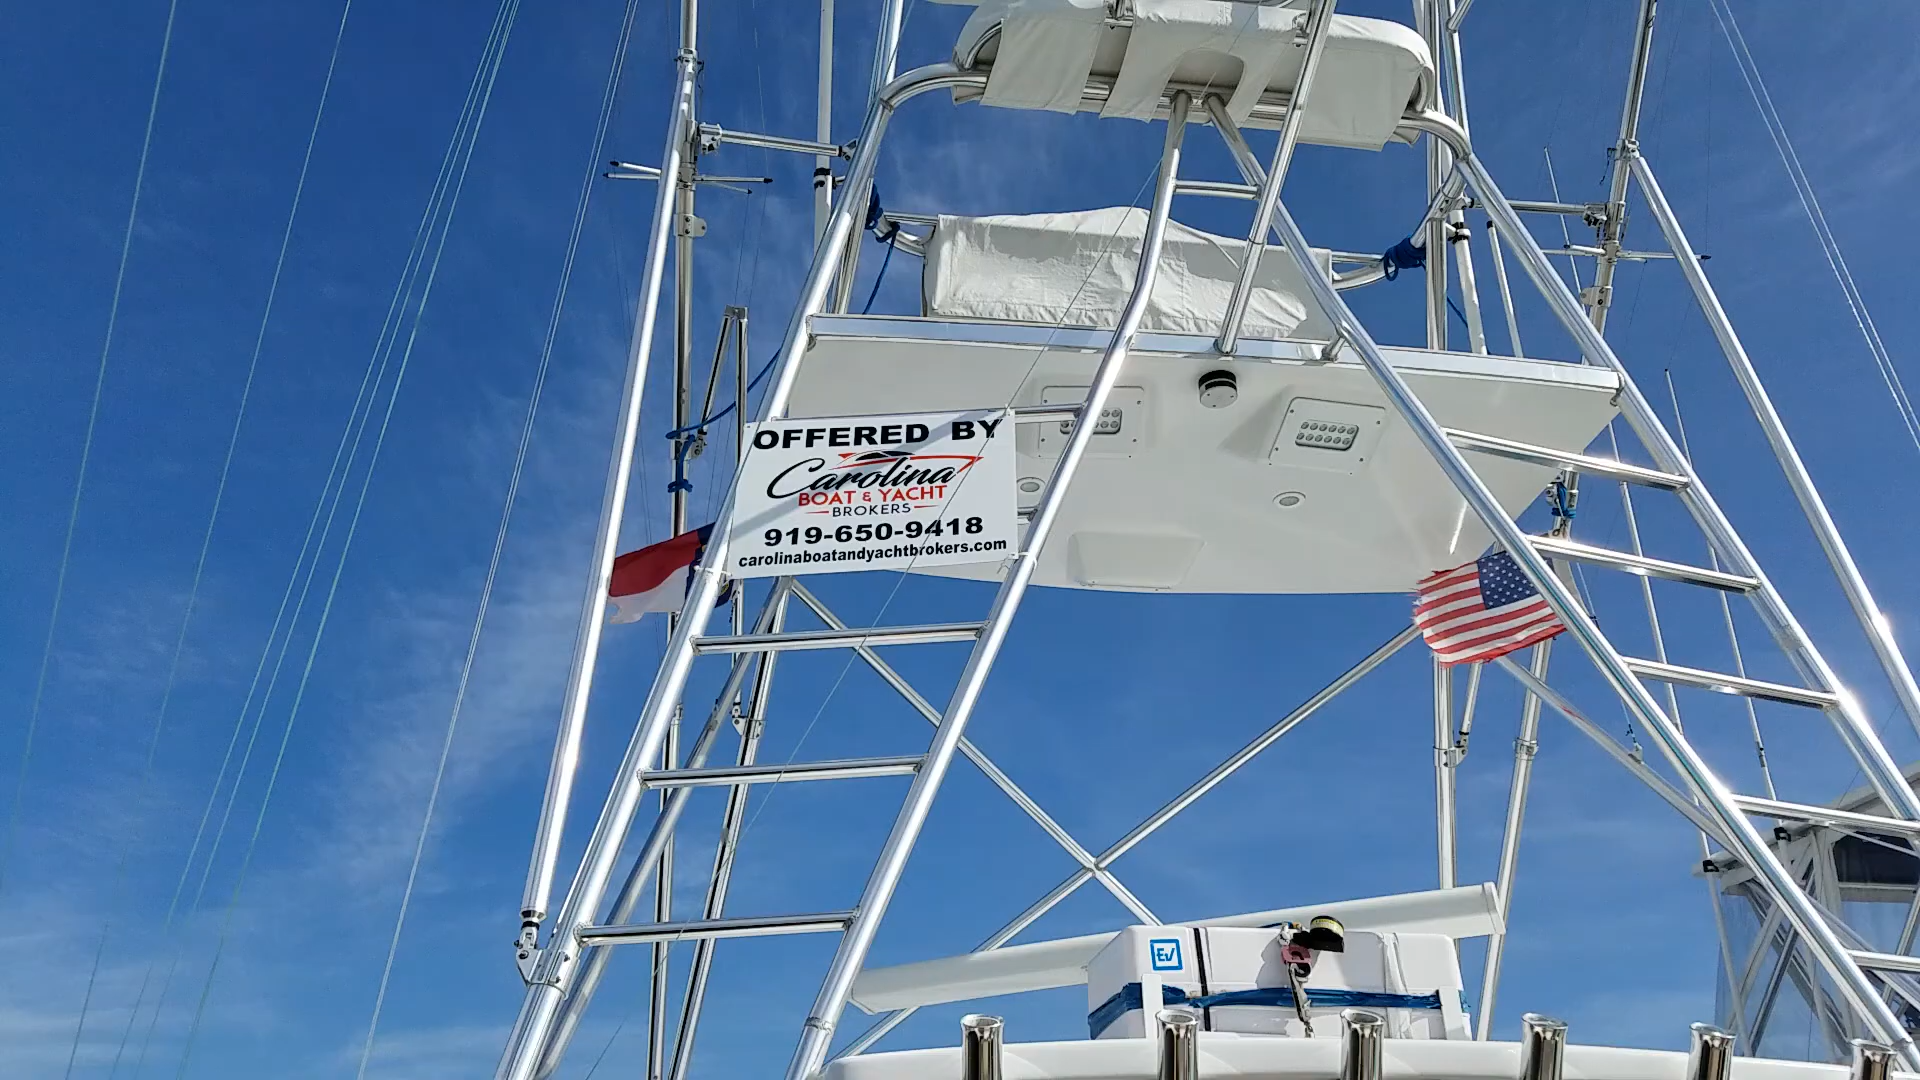 OFFERED BY
Carolina
BOAT & YACHT
BROKERS
919-650-9418
carolinaboatandyachtbrokers.com
EV